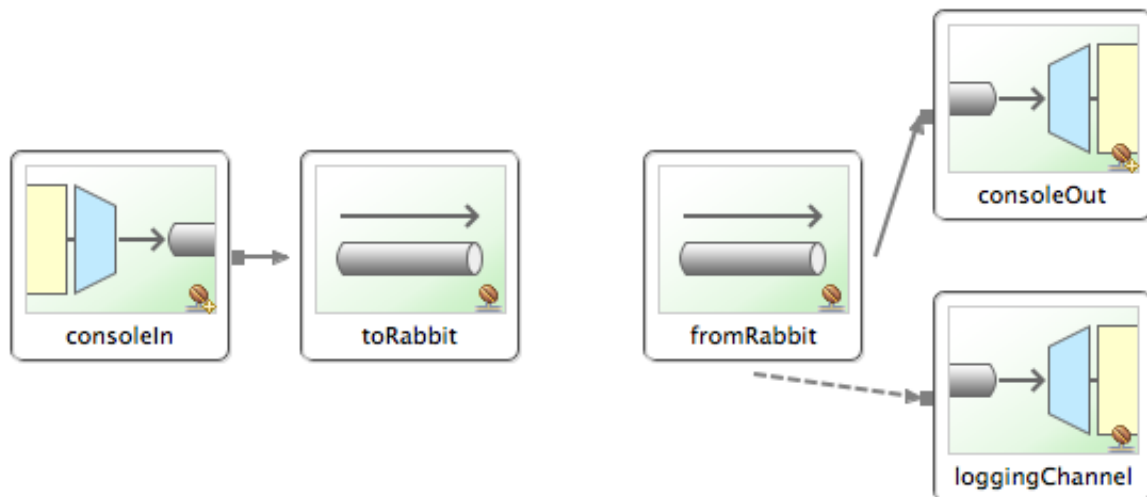 consoleIn
toRabbit
fromRabbit
consoleOut
loggingChannel